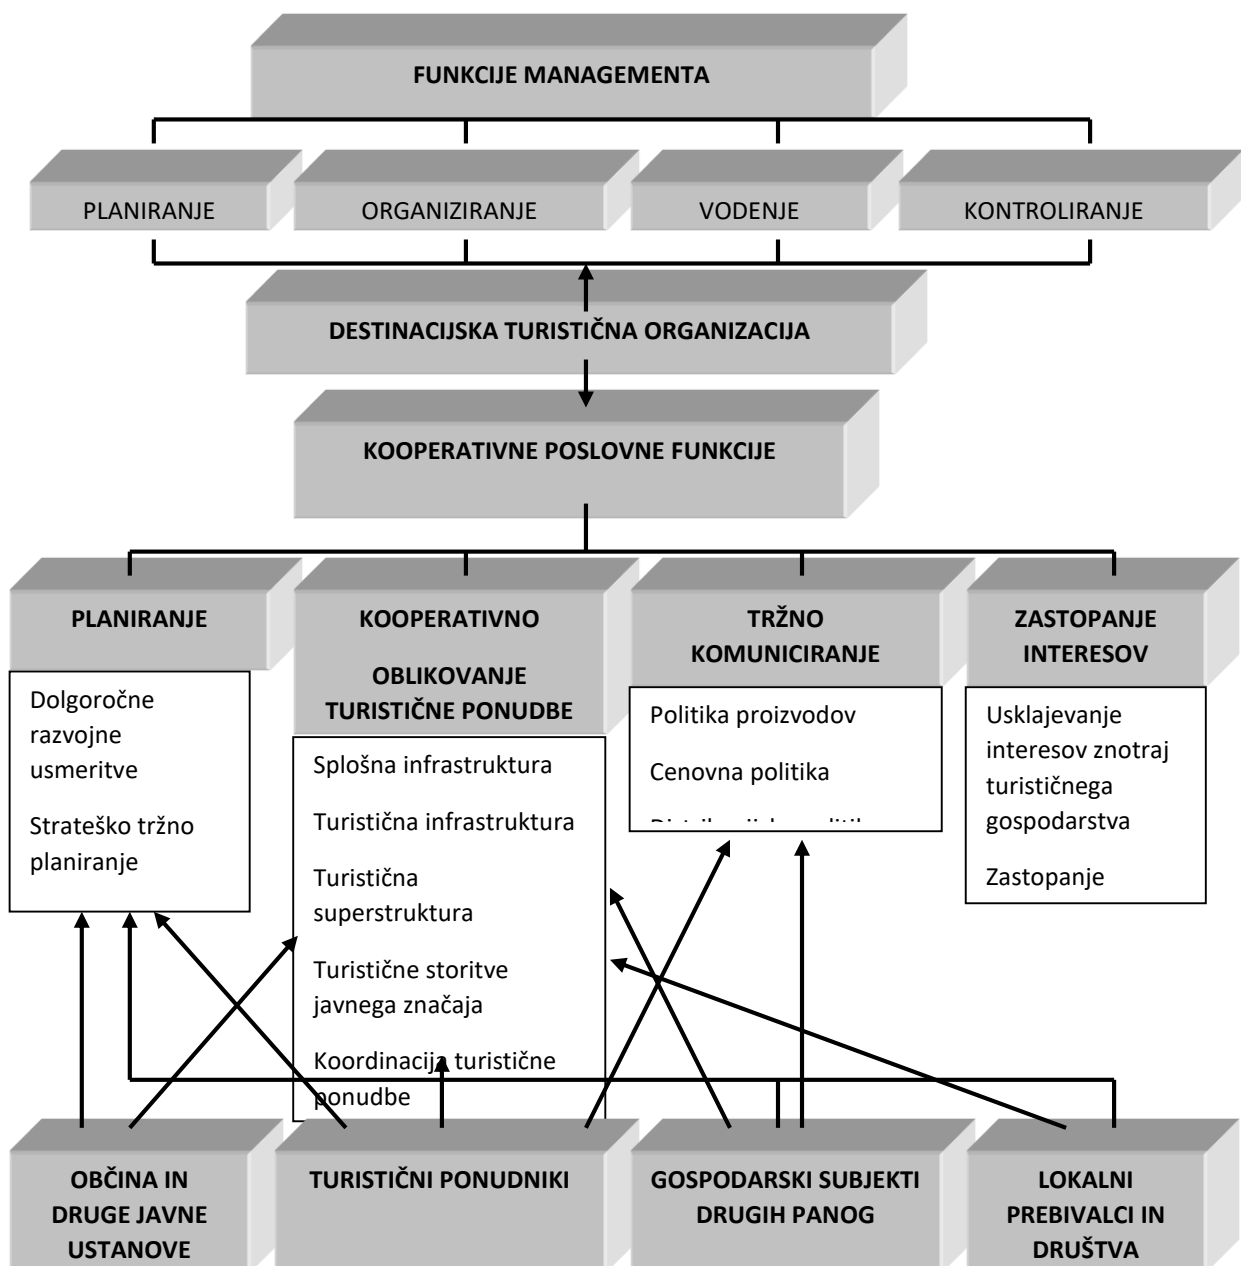 FUNKCIJE MANAGEMENTA
PLANIRANJE
ORGANIZIRANJE
VODENJE
KONTROLIRANJE
DESTINACIJSKA TURISTIČNA ORGANIZACIJA
KOOPERATIVNE POSLOVNE FUNKCIJE
PLANIRANJE
Dolgoročne
razvojne
usmeritve
Strateško tržno
planiranje
KOOPERATIVNO
OBLIKOVANJE
TURISTIČNE PONUDBE
Splošna infrastruktura
Turistična infrastruktura
Turistična
superstruktura
Turistične storitve
javnega značaja
Koordinacija turistične
ponudbe
TRŽNO
KOMUNICIRANJE
Politika proizvodov
Cenovna politika
ZASTOPANJE
INTERESOV
Usklajevanje
interesov znotraj
turističnega
gospodarstva
Zastopanje
OBČINA IN
DRUGE JAVNE
USTANOVE
TURISTIČNI PONUDNIKI
GOSPODARSKI SUBJEKTI
DRUGIH PANOG
LOKALNI
PREBIVALCI IN
DRUŠTVA